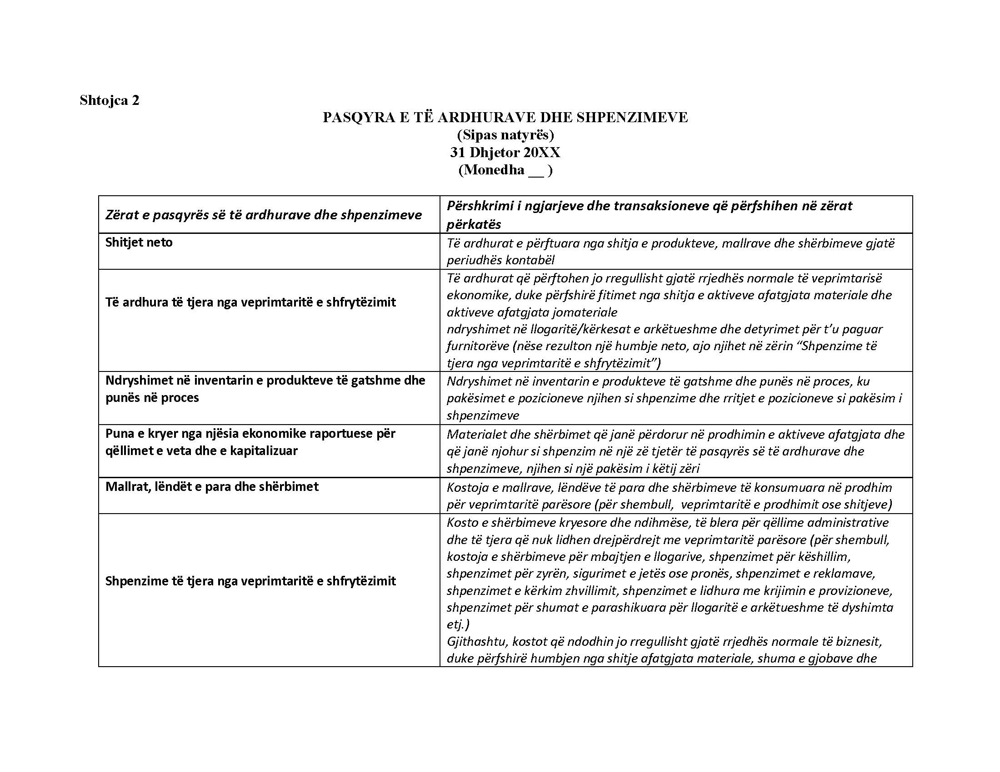 Shtojca 2
PASQYRA E TË ARDHURAVE DHE SHPENZIMEVE
(Sipas natyrës)
31 Dhjetor 20XX
(Monedha __ )
Zërat e pasqyrës së të ardhurave dhe shpenzimeve
Përshkrimi i ngjarjeve dhe transaksioneve që përfshihen në zërat
përkatës
Shitjet neto
Të ardhurat e përftuara nga shitja e produkteve, mallrave dhe shërbimeve gjatë
periudhës kontabël
Të ardhura të tjera nga veprimtaritë e shfrytëzimit
Të ardhurat që përftohen jo rregullisht gjatë rrjedhës normale të veprimtarisë
ekonomike, duke përfshirë fitimet nga shitja e aktiveve afatgjata materiale dhe
aktiveve afatgjata jomateriale
ndryshimet në llogaritë/kërkesat e arkëtueshme dhe detyrimet për t’u paguar
furnitorëve (nëse rezulton një humbje neto, ajo njihet në zërin “Shpenzime të
tjera nga veprimtaritë e shfrytëzimit”)
Ndryshimet në inventarin e produkteve të gatshme dhe
punës në proces
Ndryshimet në inventarin e produkteve të gatshme dhe punës në proces, ku
pakësimet e pozicioneve njihen si shpenzime dhe rritjet e pozicioneve si pakësim i
shpenzimeve
Puna e kryer nga njësia ekonomike raportuese për
qëllimet e veta dhe e kapitalizuar
Materialet dhe shërbimet që janë përdorur në prodhimin e aktiveve afatgjata dhe
që janë njohur si shpenzim në një zë tjetër të pasqyrës së të ardhurave dhe
shpenzimeve, njihen si një pakësim i këtij zëri
Mallrat, lëndët e para dhe shërbimet
Kostoja e mallrave, lëndëve të para dhe shërbimeve të konsumuara në prodhim
për veprimtaritë parësore (për shembull,  veprimtaritë e prodhimit ose shitjeve)
Shpenzime të tjera nga veprimtaritë e shfrytëzimit
Kosto e shërbimeve kryesore dhe ndihmëse, të blera për qëllime administrative
dhe të tjera që nuk lidhen drejpërdrejt me veprimtaritë parësore (për shembull,
kostoja e shërbimeve për mbajtjen e llogarive, shpenzimet për këshillim,
shpenzimet për zyrën, sigurimet e jetës ose pronës, shpenzimet e reklamave,
shpenzimet e kërkim zhvillimit, shpenzimet e lidhura me krijimin e provizioneve,
shpenzimet për shumat e parashikuara për llogaritë e arkëtueshme të dyshimta
etj.)
Gjithashtu, kostot që ndodhin jo rregullisht gjatë rrjedhës normale të biznesit,
duke përfshirë humbjen nga shitje afatgjata materiale, shuma e gjobave dhe